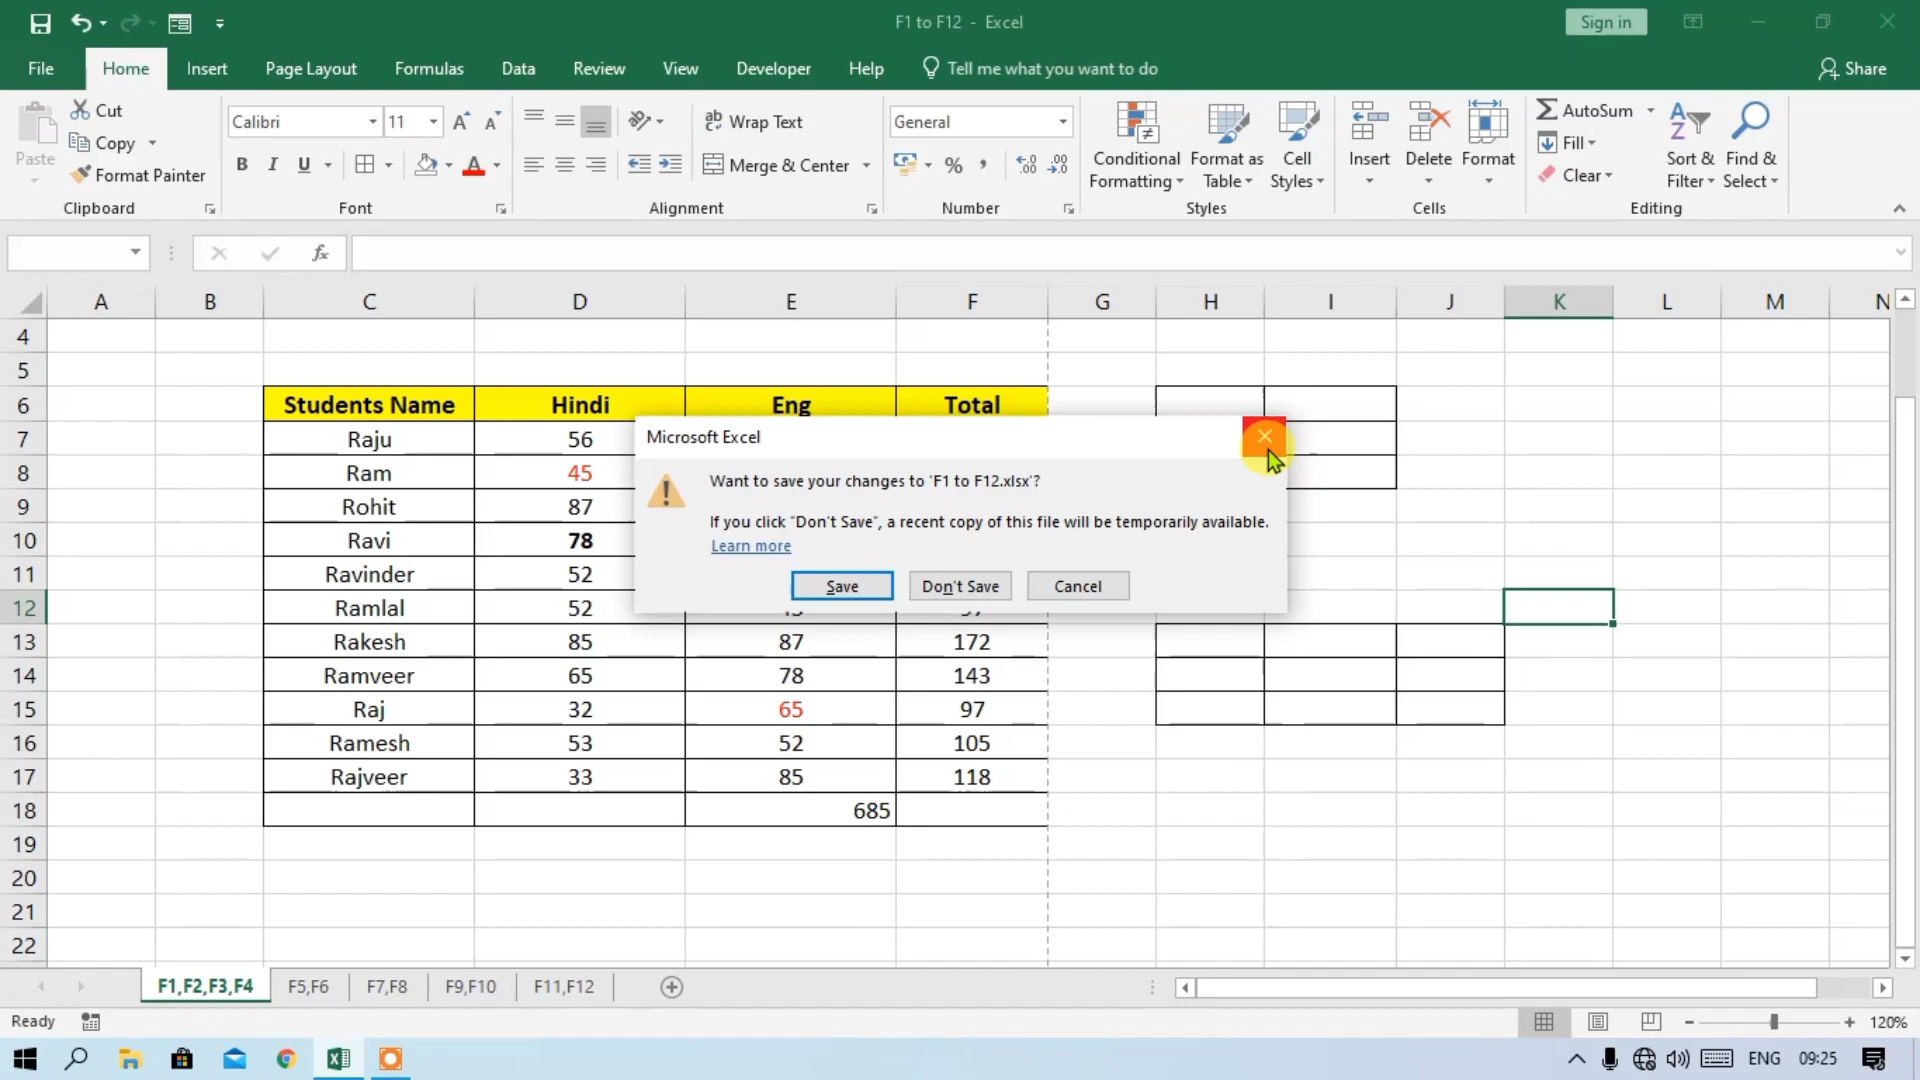 F1 to F12 - Excel
Sign in
File Home Insert Page Layout Formulas Data Review View Developer Help Tell me what you want to do Share
Paste
Cut
Copy
Format Painter
Clipboard
Calibri 11
B I U
Font
Wrap Text
Merge & Center
Alignment
General
%
Number
Conditional Formatting
Format as Table
Cell Styles
Styles
Insert
Delete
Format
Cells
AutoSum
Fill
Clear
Sort & Filter
Find & Select
Editing
fx
A B C D E F G H I J K L M N
4
5
6 Students Name Hindi Eng Total
7 Raju 56
8 Ram 45
9 Rohit 87
10 Ravi 78
11 Ravinder 52
12 Ramlal 52
13 Rakesh 85 87 172
14 Ramveer 65 78 143
15 Raj 32 65 97
16 Ramesh 53 52 105
17 Rajveer 33 85 118
18 685
19
20
21
22
Microsoft Excel
Want to save your changes to 'F1 to F12.xlsx'?
If you click "Don't Save", a recent copy of this file will be temporarily available.
Learn more
Save Don't Save Cancel
F1,F2,F3,F4 F5,F6 F7,F8 F9,F10 F11,F12
Ready
120%
ENG 09:25